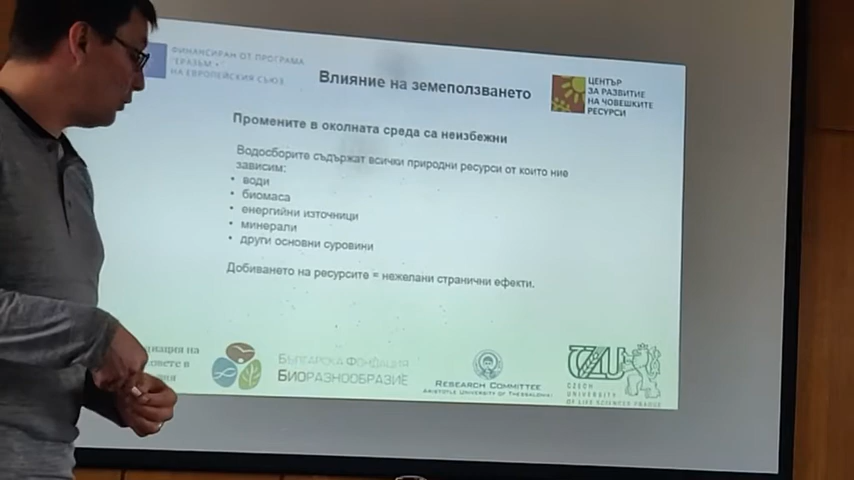 ФИНАНСИРАН ОТ ПРОГРАМА
"ЕРАЗЪМ +"
НА ЕВРОПЕЙСКИЯ СЪЮЗ
Влияние на земеползването
ЦЕНТЪР
ЗА РАЗВИТИЕ
НА ЧОВЕШКИТЕ
РЕСУРСИ
Промените в околната среда са неизбежни
Водосборите съдържат всички природни ресурси от които ние
зависим:
• води
• биомаса
• енергийни източници
• минерали
• други основни суровини
Добиването на ресурсите = нежелани странични ефекти.
Българска Фондация
Биоразнообразие
Research Committee
Aristotle University of Thessaloniki
CZU
Czech
University
of Life Sciences Prague